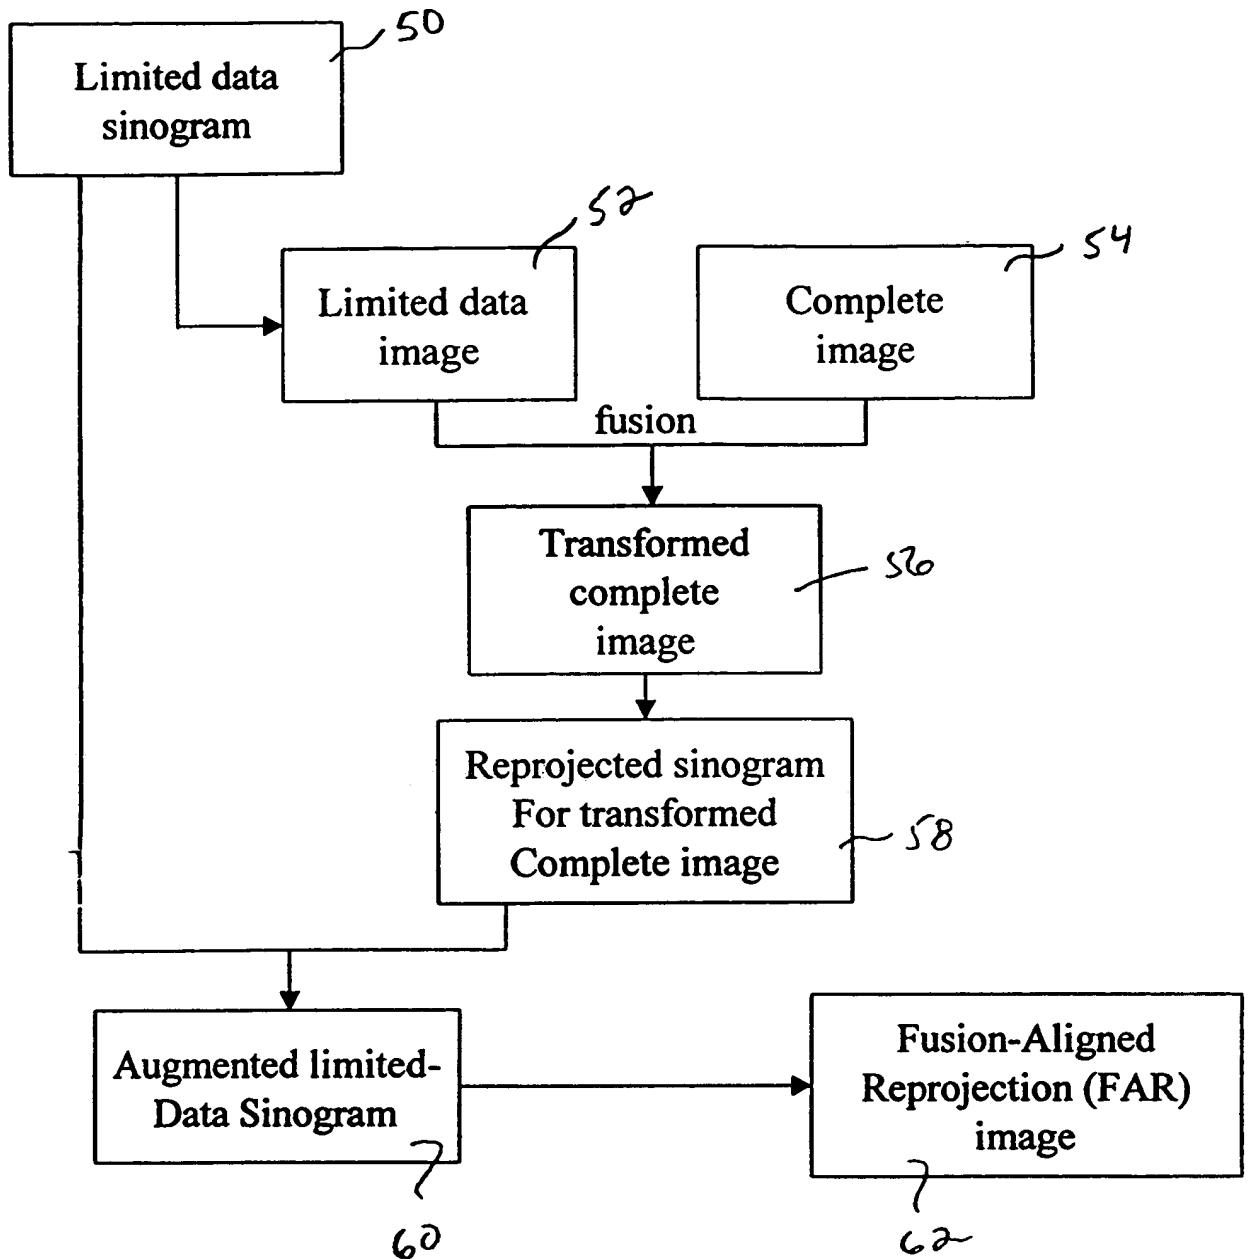 50
Limited data
sinogram
52
54
Limited data
image
Complete
image
fusion
Transformed
complete
image
56
Reprojected sinogram
For transformed
Complete image
58
Augmented limited-
Data Sinogram
Fusion-Aligned
Reprojection (FAR)
image
60
62